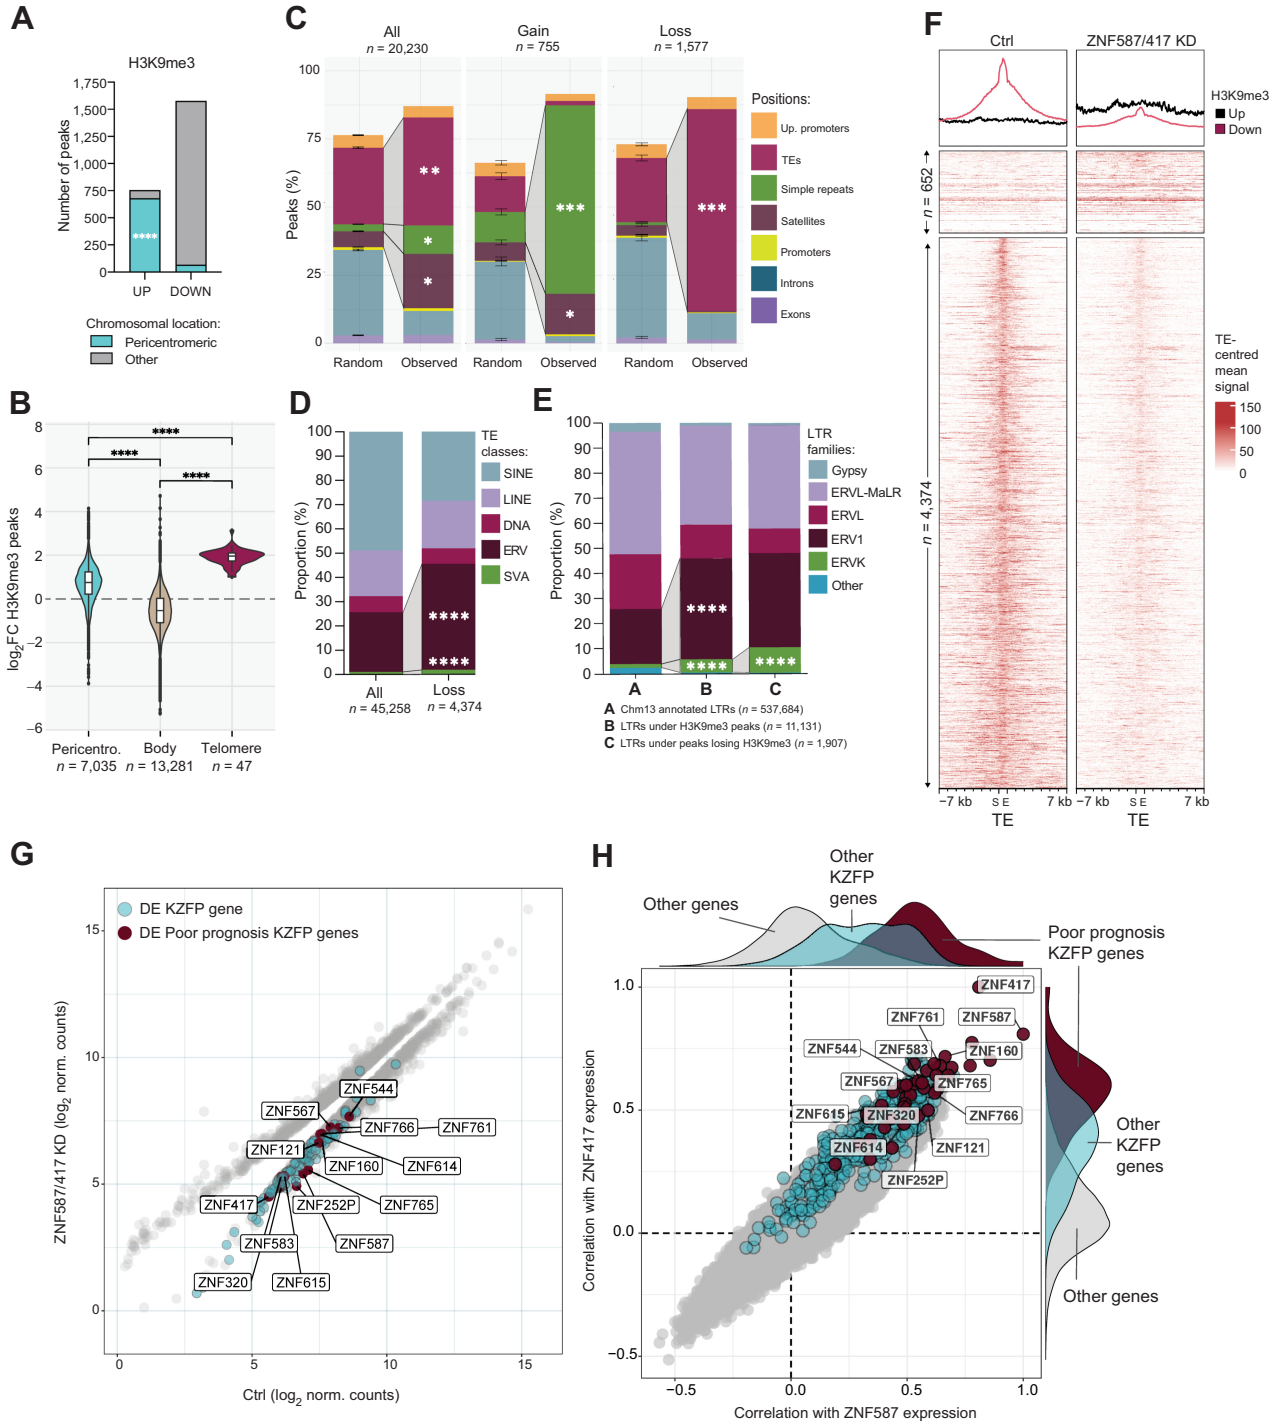 A
H3K9me3
Number of peaks
1,750
1,500
1,250
1,000
750
500
250
0
****
UP
DOWN
Chromosomal location:
Pericentromeric
Other
B
log2FC H3K9me3 peaks
8
6
4
2
0
−2
−4
−6
****
****
****
Pericentro.
n = 7,035
Body
n = 13,281
Telomere
n = 47
C
All
n = 20,230
Gain
n = 755
Loss
n = 1,577
Peaks (%)
100
75
50
25
0
**
*
*
***
*
***
Random
Observed
Random
Observed
Random
Observed
Positions:
Up. promoters
TEs
Simple repeats
Satellites
Promoters
Introns
Exons
D
Proportion (%)
100
90
80
70
60
50
40
30
20
10
0
****
****
All
n = 45,258
Loss
n = 4,374
TE
classes:
SINE
LINE
DNA
ERV
SVA
E
Proportion (%)
100
90
80
70
60
50
40
30
20
10
0
****
****
****
A
B
C
LTR
families:
Gypsy
ERVL-MaLR
ERVL
ERV1
ERVK
Other
A Chm13 annotated LTRs (n = 537,684)
B LTRs under H3K9me3 peaks (n = 11,131)
C LTRs under peaks losing H3K9me3 (n = 1,907)
F
Ctrl
ZNF587/417 KD
H3K9me3
Up
Down
n = 652
n = 4,374
TE-
centred
mean
signal
150
100
50
0
−7 kb
S E
7 kb
TE
−7 kb
S E
7 kb
TE
G
ZNF587/417 KD (log2 norm. counts)
15
10
5
0
DE KZFP gene
DE Poor prognosis KZFP genes
ZNF544
ZNF567
ZNF766
ZNF761
ZNF121
ZNF160
ZNF614
ZNF417
ZNF252P
ZNF765
ZNF583
ZNF587
ZNF320
ZNF615
0
5
10
15
Ctrl (log2 norm. counts)
H
Other genes
Other
KZFP
genes
Poor prognosis
KZFP genes
Other
KZFP
genes
Other genes
Correlation with ZNF417 expression
1.0
0.5
0.0
−0.5
ZNF417
ZNF761
ZNF587
ZNF544
ZNF583
ZNF160
ZNF567
ZNF765
ZNF615
ZNF320
ZNF766
ZNF614
ZNF121
ZNF252P
−0.5
0.0
0.5
1.0
Correlation with ZNF587 expression